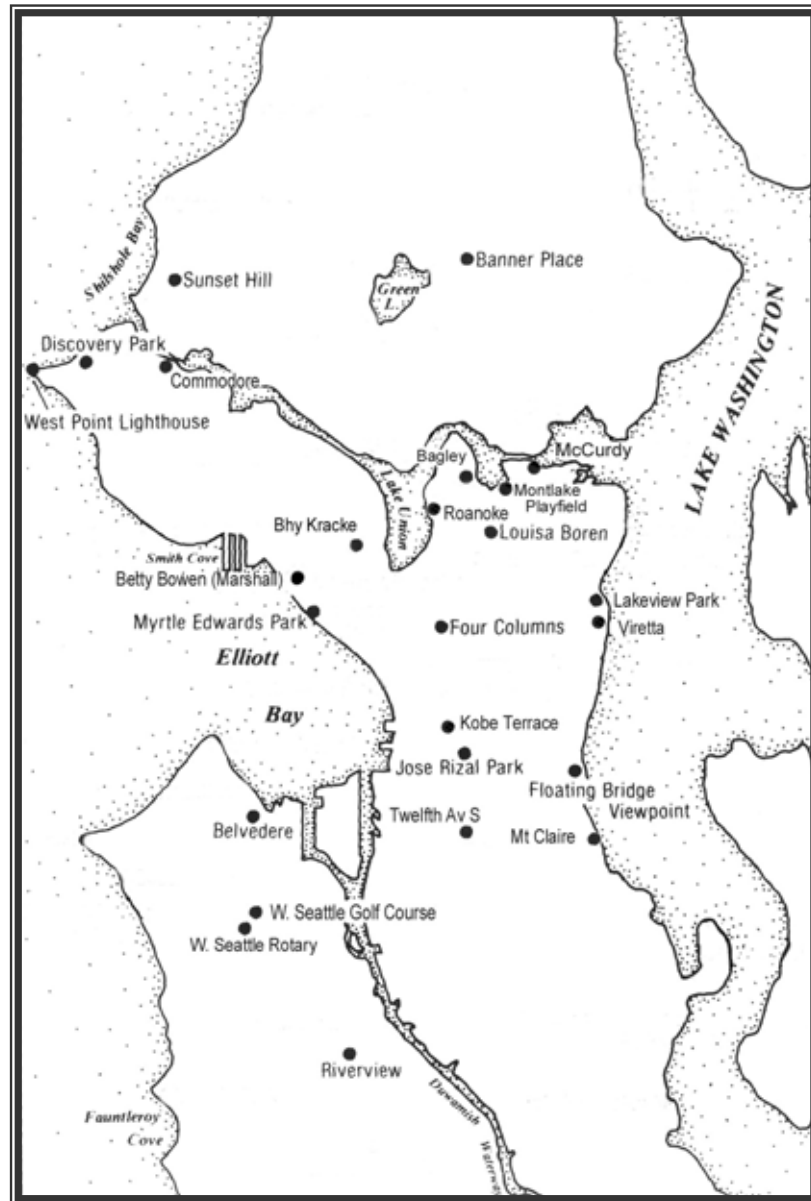 Shilshole Bay
Sunset Hill
Green
L.
Banner Place
Discovery Park
Commodore
West Point Lighthouse
LAKE WASHINGTON
McCurdy
Bagley
Montlake
Playfield
Lake Union
Roanoke
Louisa Boren
Bhy Kracke
Smith Cove
Betty Bowen (Marshall)
Myrtle Edwards Park
Lakeview Park
Viretta
Four Columns
Elliott
Bay
Kobe Terrace
Jose Rizal Park
Floating Bridge
Viewpoint
Belvedere
Twelfth Av S
Mt Claire
W. Seattle Golf Course
W. Seattle Rotary
Riverview
Duwamish
Fauntleroy
Cove